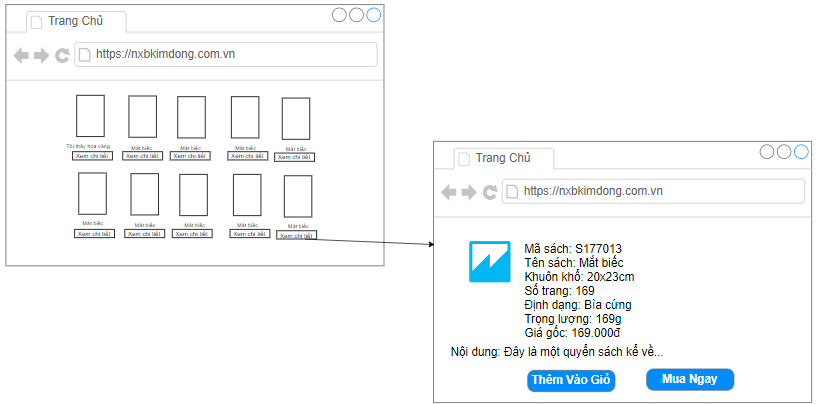 Trang Chủ
https://nxbkimdong.com.vn
Tôi thấy hoa vàng Mắt biếc Mắt biếc Mắt biếc Mắt biếc
Xem chi tiết Xem chi tiết Xem chi tiết Xem chi tiết Xem chi tiết
Mắt biếc Mắt biếc Mắt biếc Mắt biếc Mắt biếc
Xem chi tiết Xem chi tiết Xem chi tiết Xem chi tiết Xem chi tiết
Trang Chủ
https://nxbkimdong.com.vn
Mã sách: S177013
Tên sách: Mắt biếc
Khuôn khổ: 20x23cm
Số trang: 169
Định dạng: Bìa cứng
Trọng lượng: 169g
Giá gốc: 169.000đ
Nội dung: Đây là một quyển sách kể về...
Thêm Vào Giỏ Mua Ngay